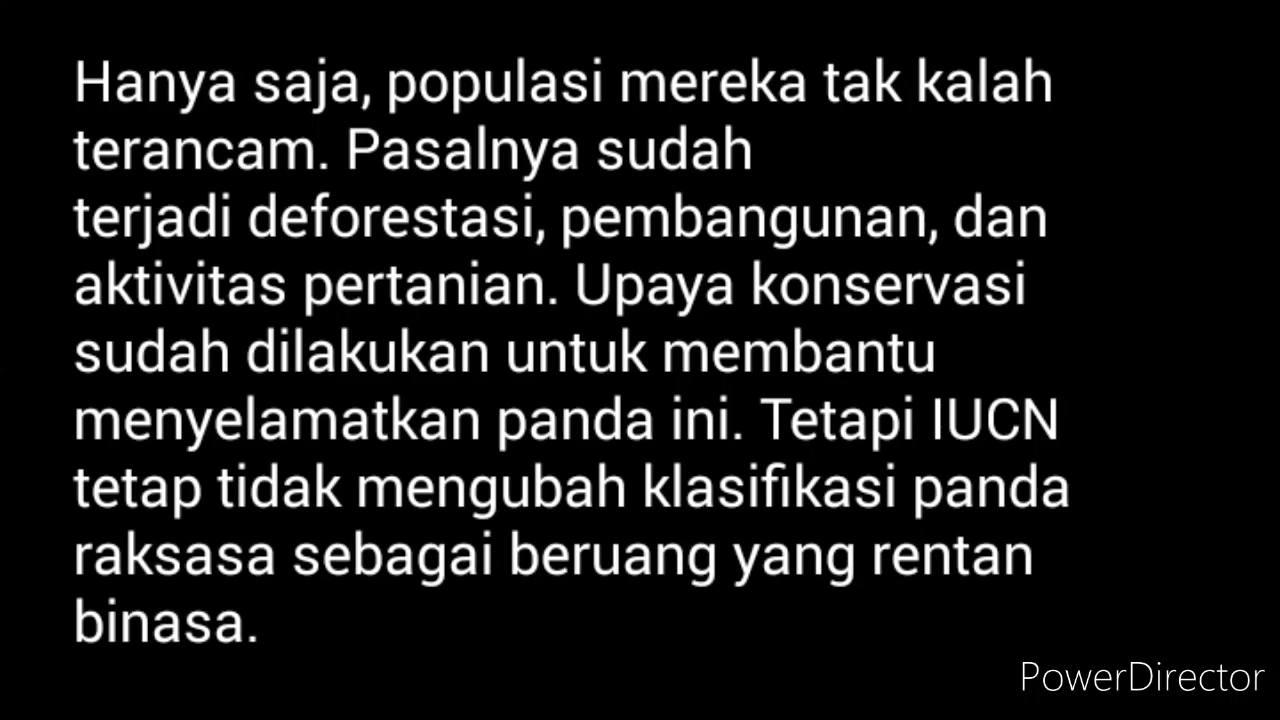 Hanya saja, populasi mereka tak kalah
terancam. Pasalnya sudah
terjadi deforestasi, pembangunan, dan
aktivitas pertanian. Upaya konservasi
sudah dilakukan untuk membantu
menyelamatkan panda ini. Tetapi IUCN
tetap tidak mengubah klasifikasi panda
raksasa sebagai beruang yang rentan
binasa.
PowerDirector